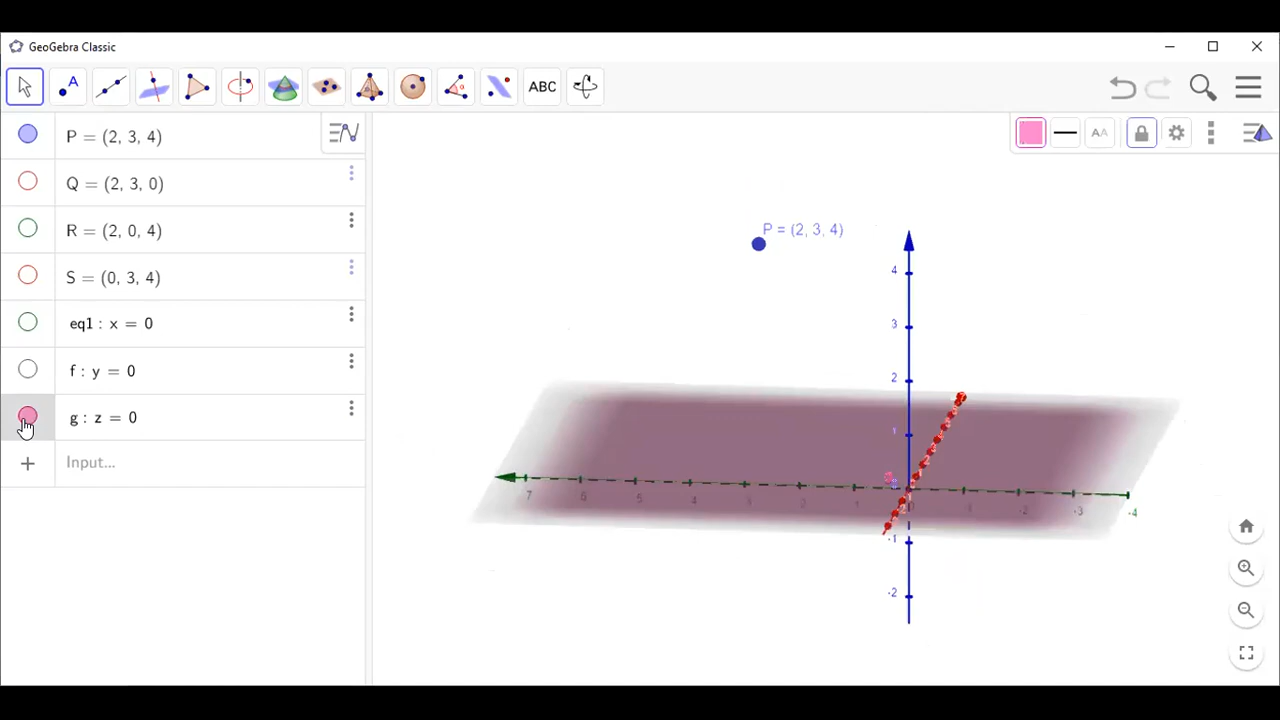 GeoGebra Classic
A
ABC
AA
P = (2, 3, 4)
Q = (2, 3, 0)
R = (2, 0, 4)
S = (0, 3, 4)
eq1 : x = 0
f : y = 0
g : z = 0
Input...
P = (2, 3, 4)
4
3
2
1
7 6 5 4 3 2 1 0 -2 -3 -4
-1
-2